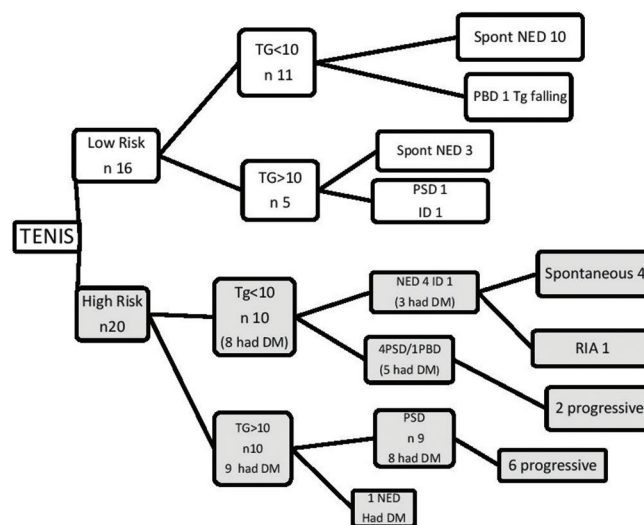 TENIS
Low Risk
n 16
TG<10
n 11
Spont NED 10
PBD 1 Tg falling
TG>10
n 5
Spont NED 3
PSD 1
ID 1
High Risk
n20
Tg<10
n 10
(8 had DM)
NED 4 ID 1
(3 had DM)
Spontaneous 4
RIA 1
4PSD/1PBD
(5 had DM)
2 progressive
TG>10
n10
9 had DM
PSD
n 9
8 had DM
6 progressive
1 NED
Had DM